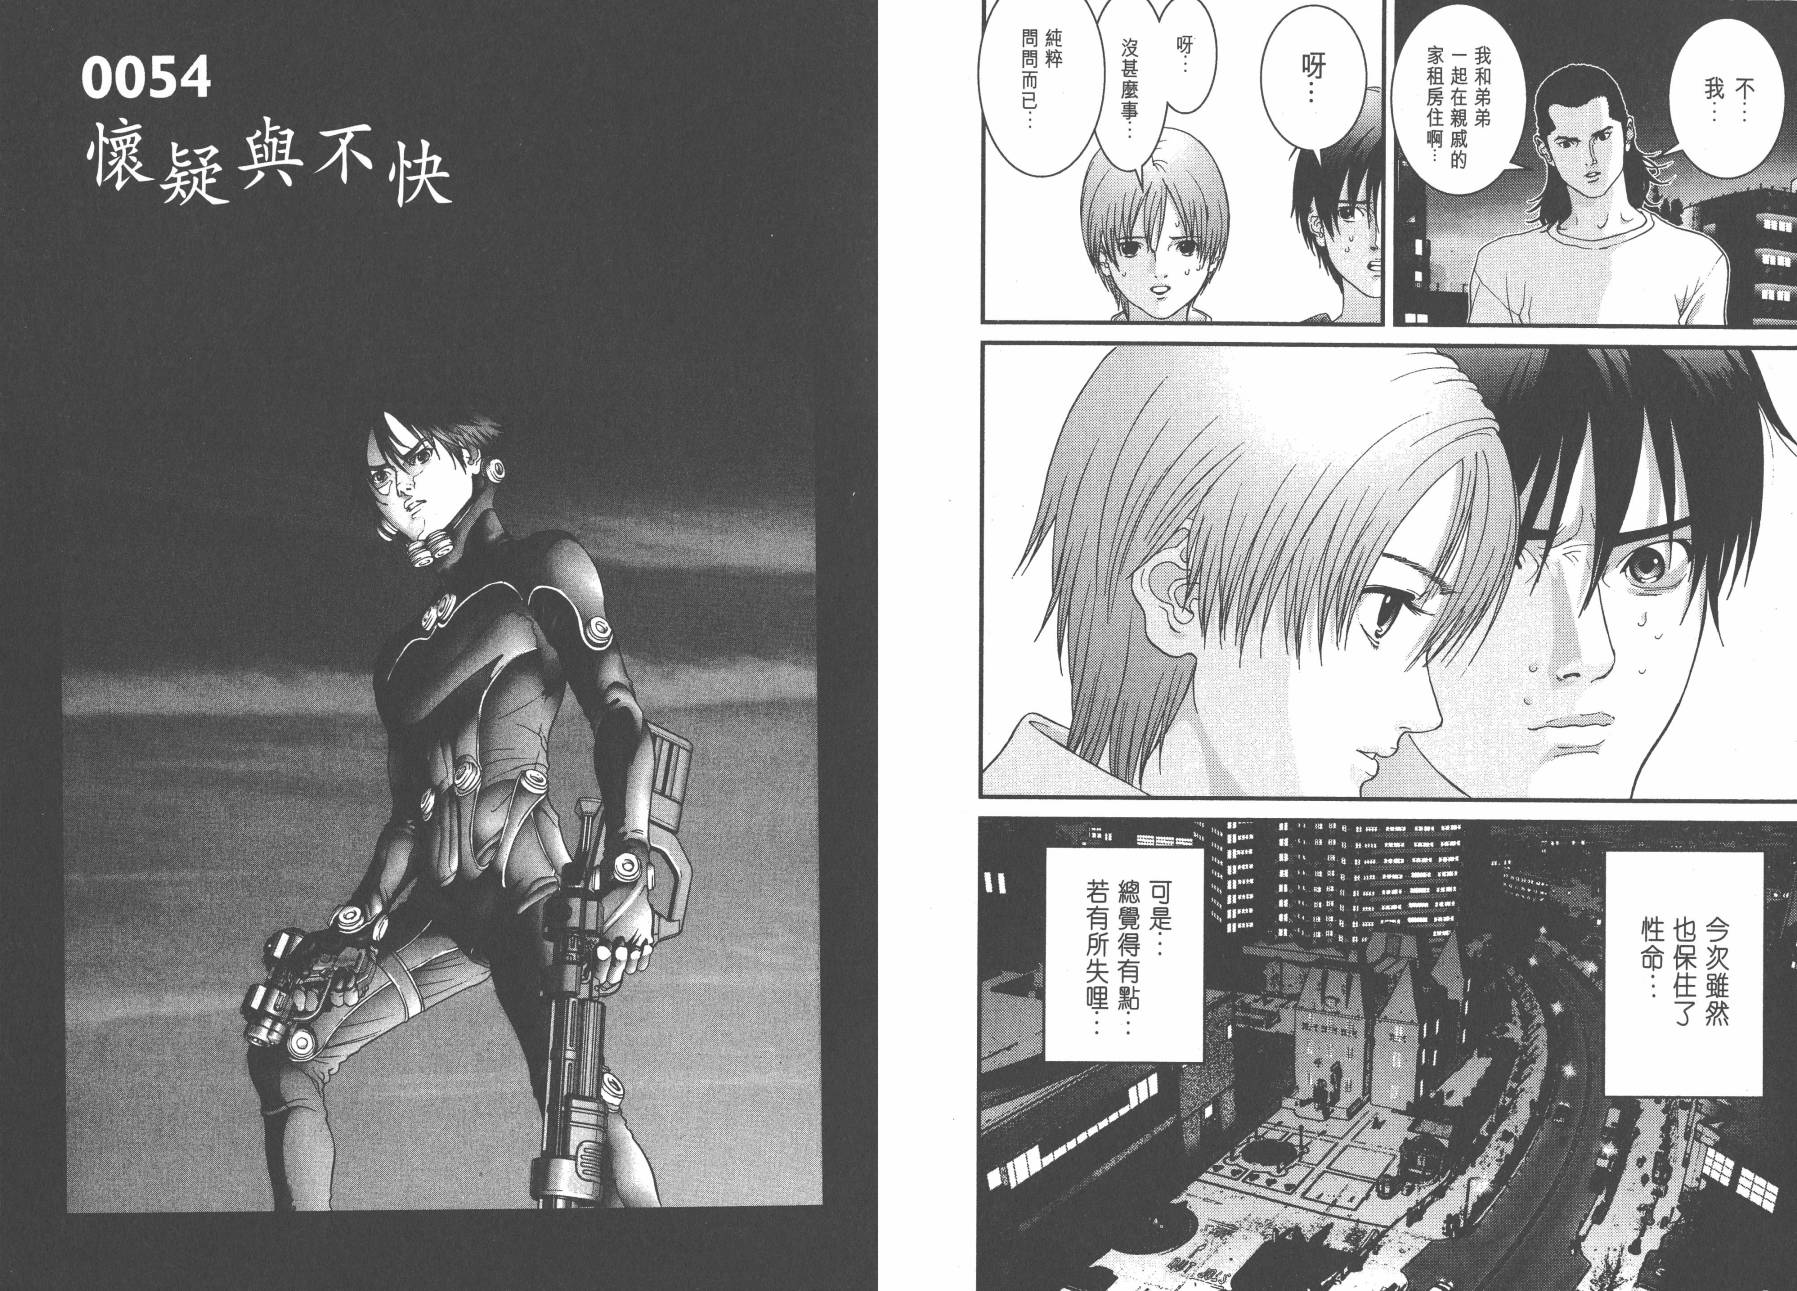 不…
我…
我和弟弟
一起在親戚的
家租房住啊…
呀…
呀…
沒甚麼事…
純粹
問問而已…
今次雖然
也保住了
性命…
可是…
總覺得有點…
若有所失哩…
0054
懷疑與不快